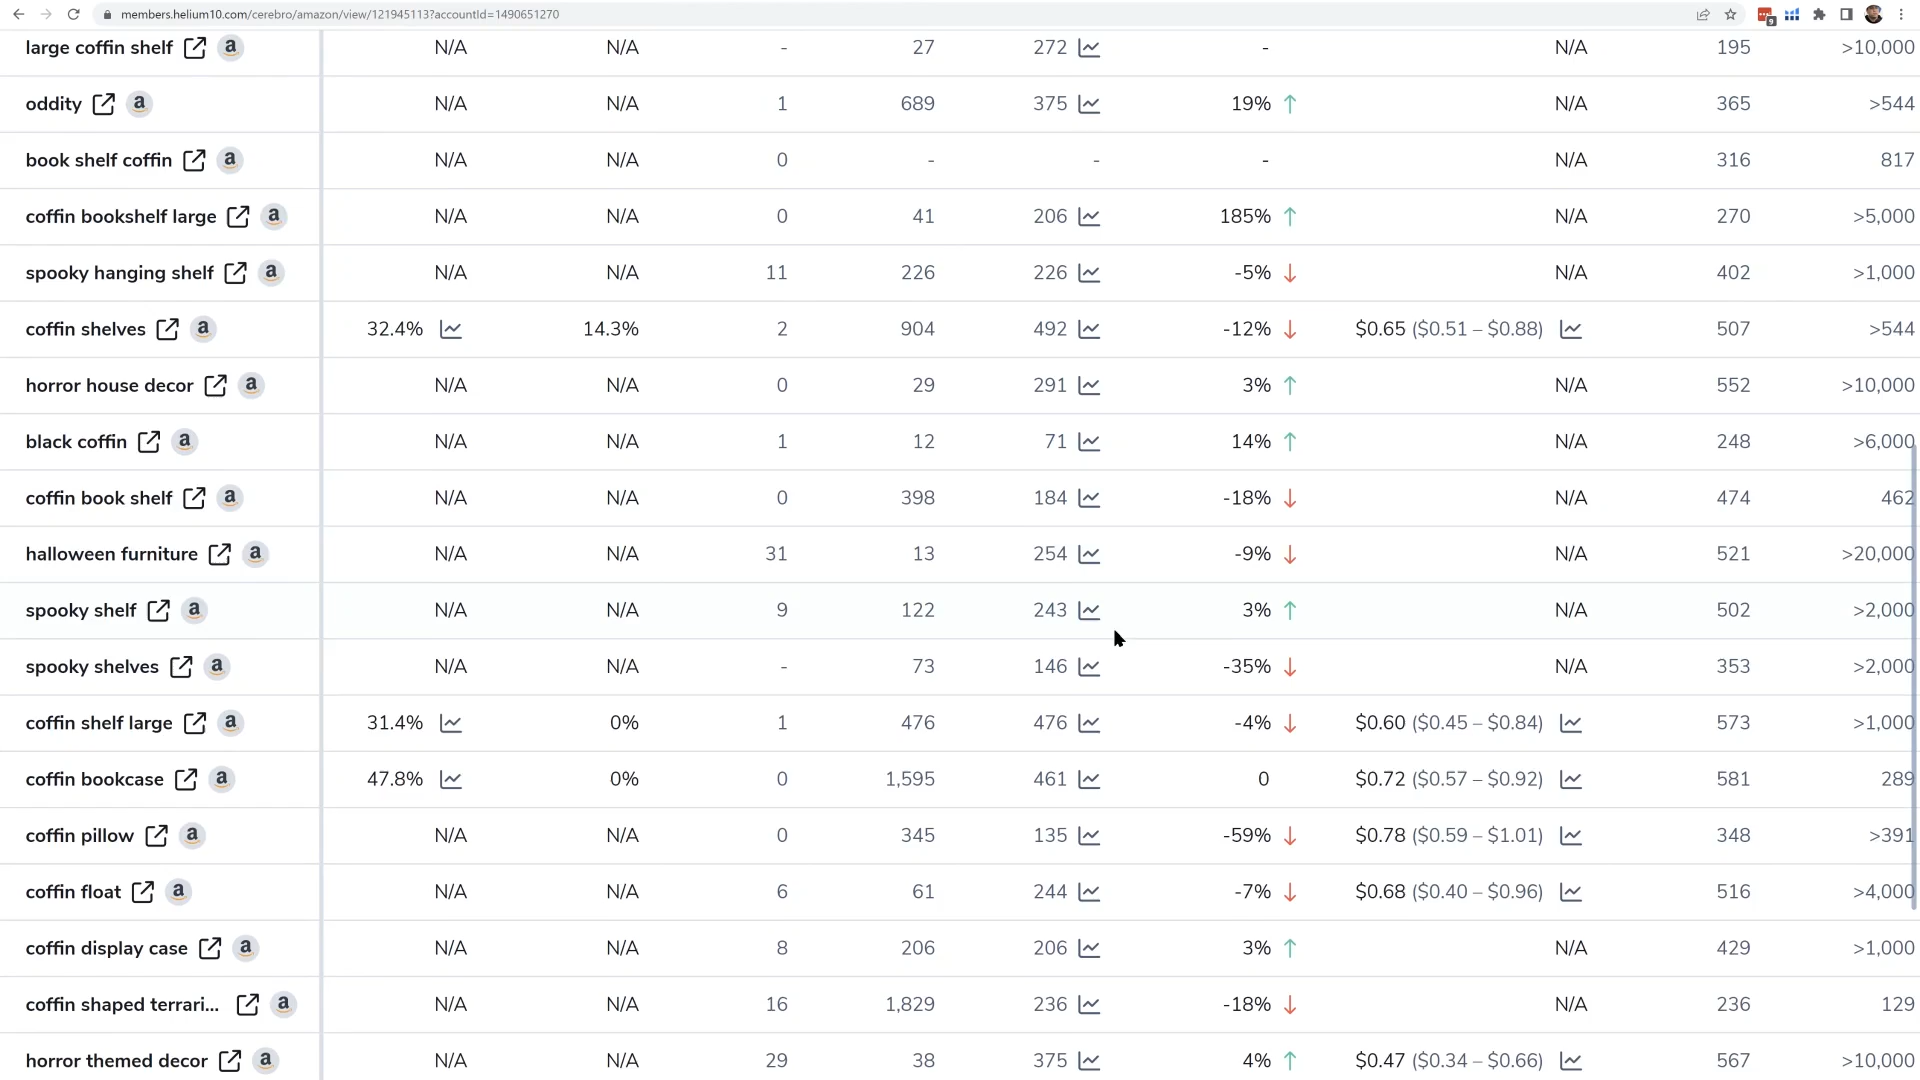 members.helium10.com/cerebro/amazon/view/121945113?accountId=1490651270
9
large coffin shelf a N/A N/A - 27 272 - N/A 195 >10,000
oddity a N/A N/A 1 689 375 19% ↑ N/A 365 >544
book shelf coffin a N/A N/A 0 - - - N/A 316 817
coffin bookshelf large a N/A N/A 0 41 206 185% ↑ N/A 270 >5,000
spooky hanging shelf a N/A N/A 11 226 226 -5% ↓ N/A 402 >1,000
coffin shelves a 32.4% 14.3% 2 904 492 -12% ↓ $0.65 ($0.51 – $0.88) 507 >544
horror house decor a N/A N/A 0 29 291 3% ↑ N/A 552 >10,000
black coffin a N/A N/A 1 12 71 14% ↑ N/A 248 >6,000
coffin book shelf a N/A N/A 0 398 184 -18% ↓ N/A 474 462
halloween furniture a N/A N/A 31 13 254 -9% ↓ N/A 521 >20,000
spooky shelf a N/A N/A 9 122 243 3% ↑ N/A 502 >2,000
spooky shelves a N/A N/A - 73 146 -35% ↓ N/A 353 >2,000
coffin shelf large a 31.4% 0% 1 476 476 -4% ↓ $0.60 ($0.45 – $0.84) 573 >1,000
coffin bookcase a 47.8% 0% 0 1,595 461 0 $0.72 ($0.57 – $0.92) 581 289
coffin pillow a N/A N/A 0 345 135 -59% ↓ $0.78 ($0.59 – $1.01) 348 >391
coffin float a N/A N/A 6 61 244 -7% ↓ $0.68 ($0.40 – $0.96) 516 >4,000
coffin display case a N/A N/A 8 206 206 3% ↑ N/A 429 >1,000
coffin shaped terrari... a N/A N/A 16 1,829 236 -18% ↓ N/A 236 129
horror themed decor a N/A N/A 29 38 375 4% ↑ $0.47 ($0.34 – $0.66) 567 >10,000